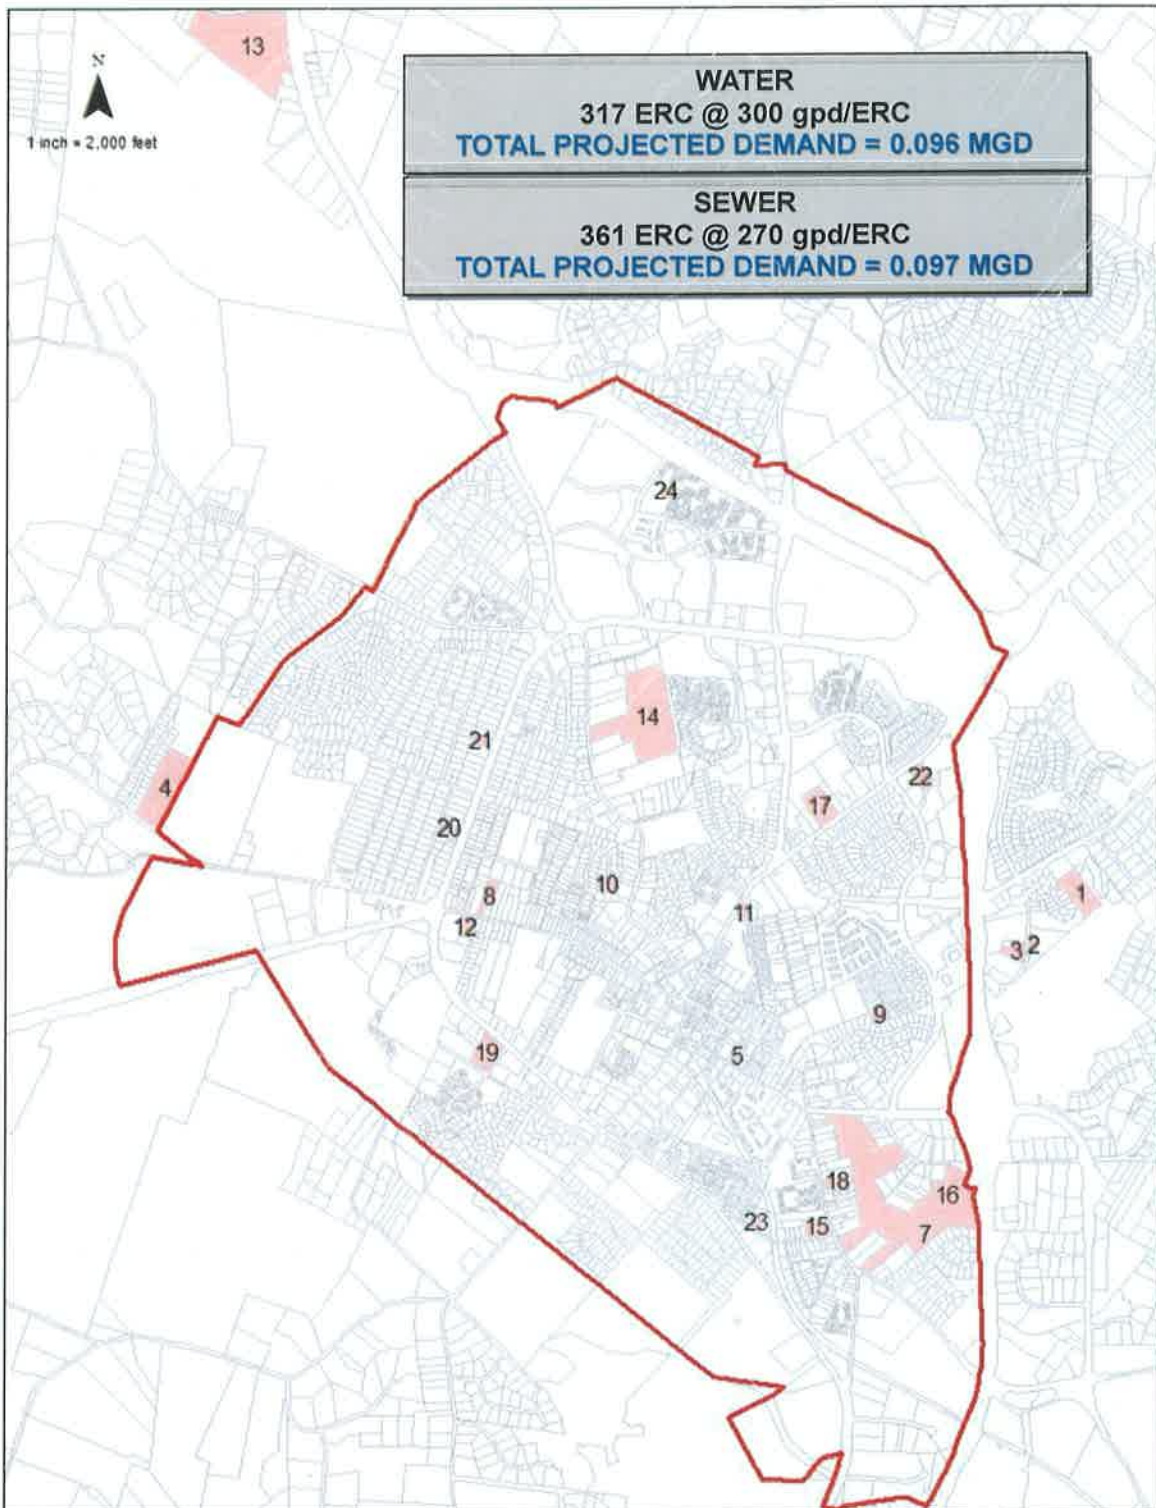 13
N
1 inch = 2,000 feet
WATER
317 ERC @ 300 gpd/ERC
TOTAL PROJECTED DEMAND = 0.096 MGD
SEWER
361 ERC @ 270 gpd/ERC
TOTAL PROJECTED DEMAND = 0.097 MGD
24
14
21
4
22
17
20
10
8
1
11
12
3
2
9
19
5
18
16
23
15
7